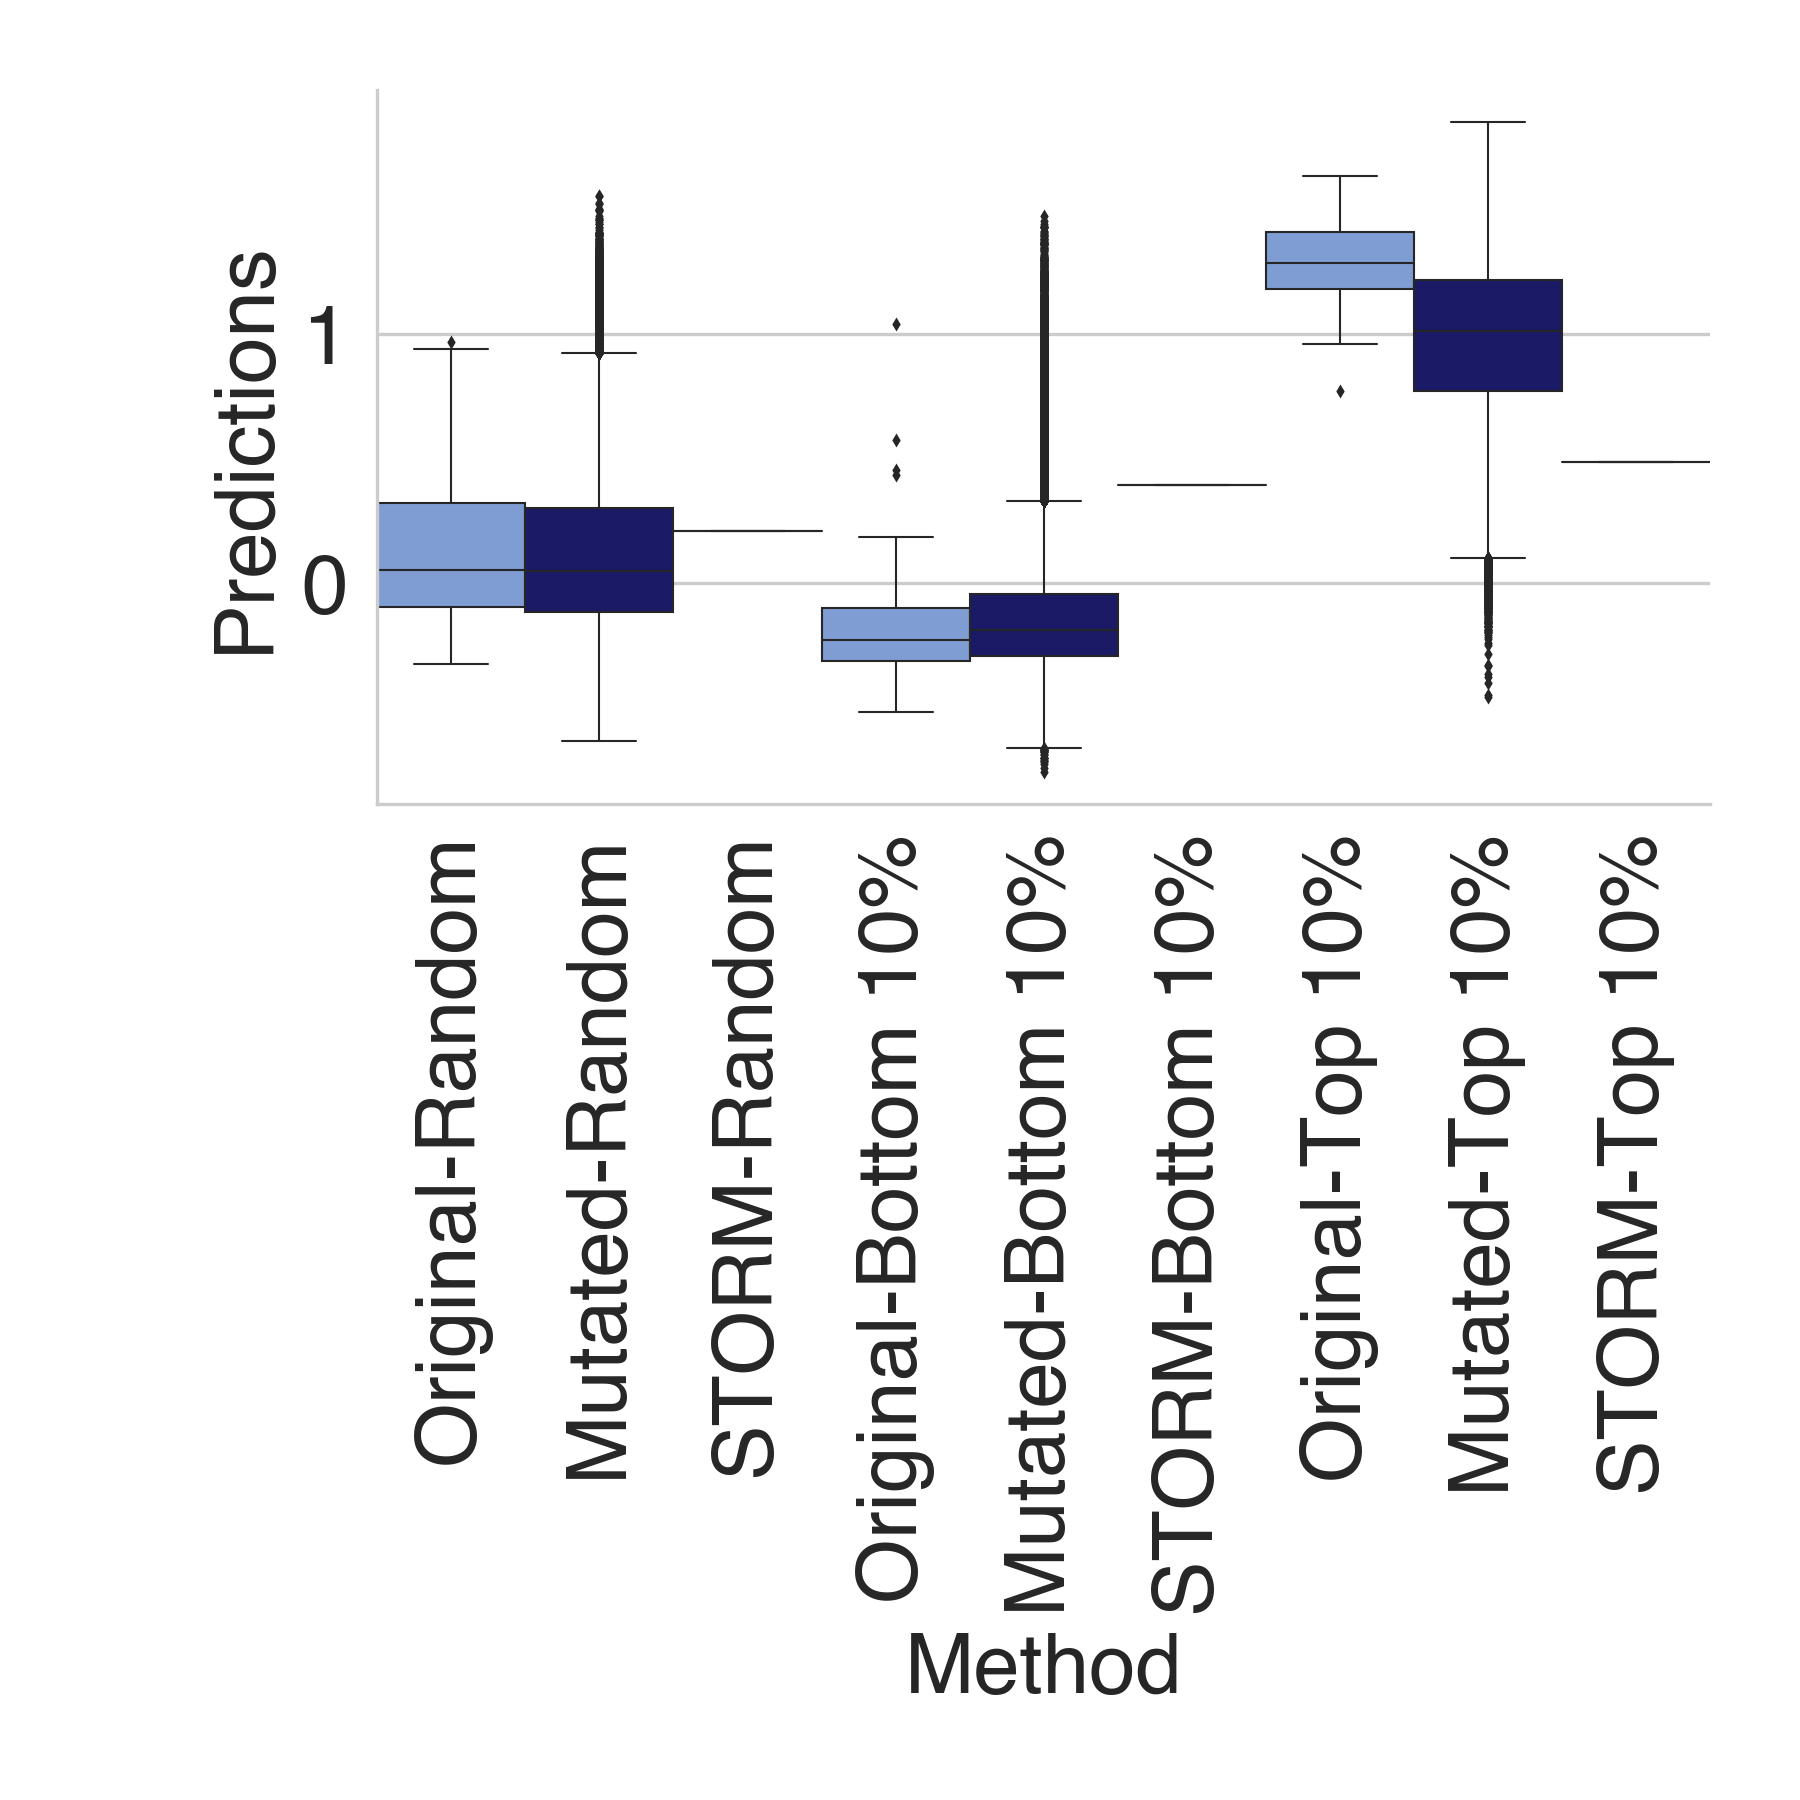 Predictions
1
0
Original-Random
Mutated-Random
STORM-Random
Original-Bottom 10%
Mutated-Bottom 10%
STORM-Bottom 10%
Original-Top 10%
Mutated-Top 10%
STORM-Top 10%
Method